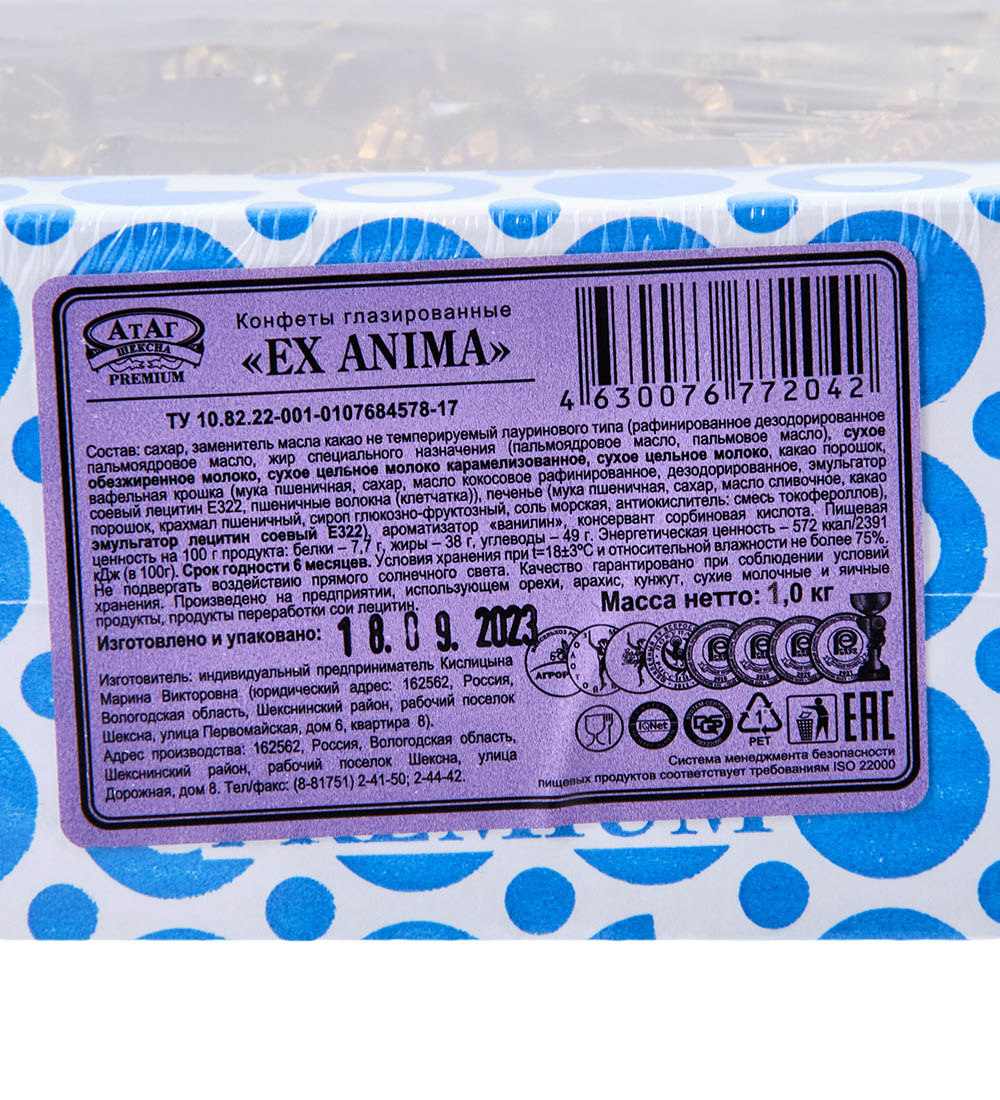 АТАГ
ШЕКСНА
PREMIUM
Конфеты глазированные
«EX ANIMA»
ТУ 10.82.22-001-0107684578-17
4 630076 772042
Состав: сахар, заменитель масла какао не темперируемый лауринового типа (рафинированное дезодорированное
пальмоядровое масло, жир специального назначения (пальмоядровое масло, пальмовое масло), сухое
обезжиренное молоко, сухое цельное молоко карамелизованное, сухое цельное молоко, какао порошок,
вафельная крошка (мука пшеничная, сахар, масло кокосовое рафинированное, дезодорированное, эмульгатор
соевый лецитин Е322, пшеничные волокна (клетчатка)), печенье (мука пшеничная, сахар, масло сливочное, какао
порошок, крахмал пшеничный, сироп глюкозно-фруктозный, соль морская, антиокислитель: смесь токоферолов),
эмульгатор лецитин соевый Е322), ароматизатор «ванилин», консервант сорбиновая кислота. Пищевая
ценность на 100 г продукта: белки – 7,7 г, жиры – 38 г, углеводы – 49 г. Энергетическая ценность – 572 ккал/2391
кДж (в 100г). Срок годности 6 месяцев. Условия хранения при t=18±3°С и относительной влажности не более 75%.
Не подвергать воздействию прямого солнечного света. Качество гарантировано при соблюдении условий
хранения. Произведено на предприятии, использующем орехи, арахис, кунжут, сухие молочные и яичные
продукты, продукты переработки сои лецитин.
Масса нетто: 1,0 кг
Изготовлено и упаковано: 18.09.2023
Изготовитель: индивидуальный предприниматель Кислицына
Марина Викторовна (юридический адрес: 162562, Россия,
Вологодская область, Шекснинский район, рабочий поселок
Шексна, улица Первомайская, дом 6, квартира 8).
Адрес производства: 162562, Россия, Вологодская область,
Шекснинский район, рабочий поселок Шексна, улица
Дорожная, дом 8. Тел/факс: (8-81751) 2-41-50; 2-44-42.
IQNet
1
PET
EAC
Система менеджмента безопасности
пищевых продуктов соответствует требованиям ISO 22000
PREMIUM